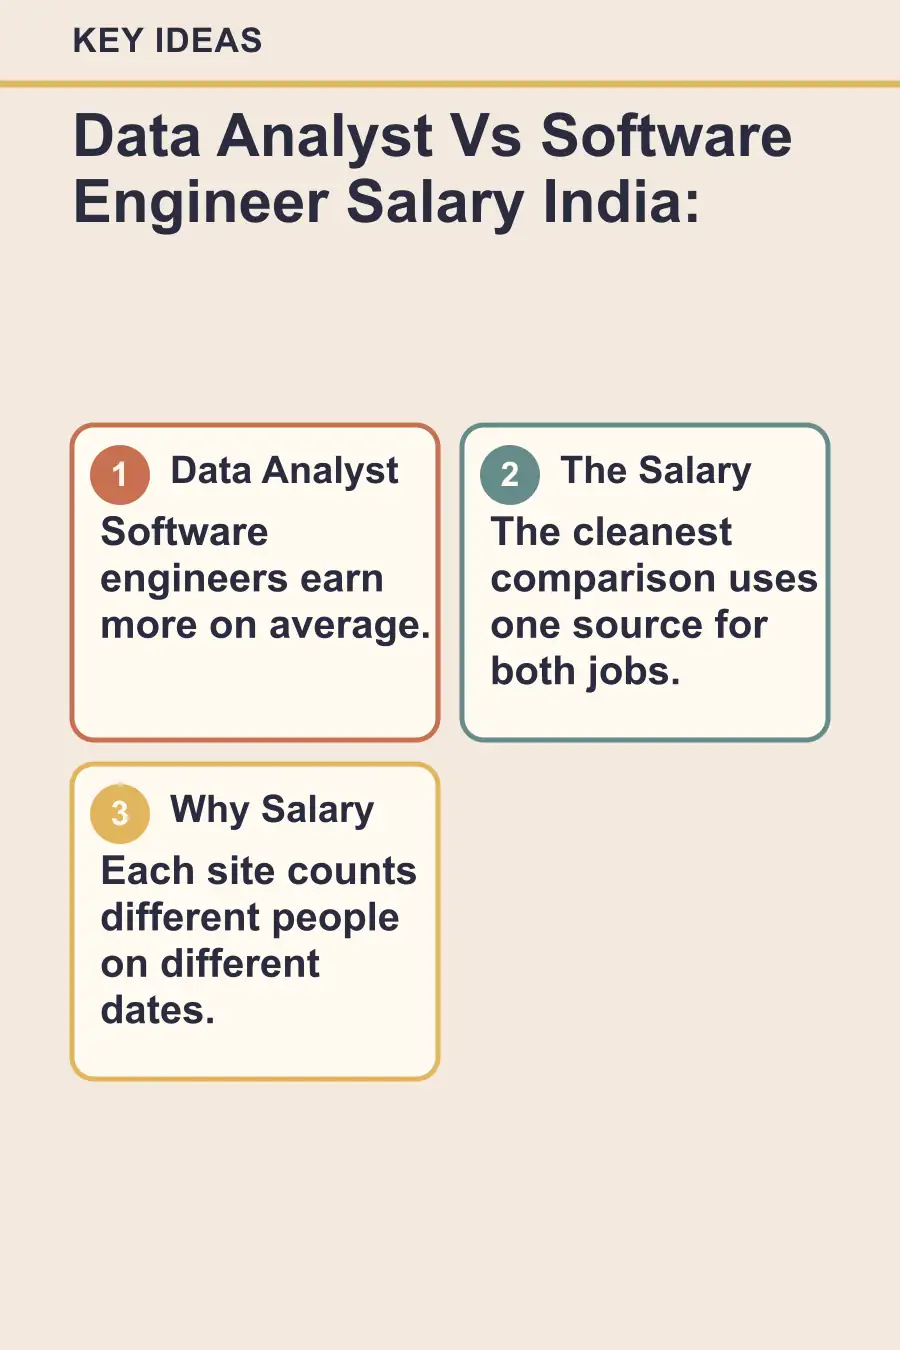 KEY IDEAS
Data Analyst Vs Software
Engineer Salary India:
1 Data Analyst
Software
engineers earn
more on average.
2 The Salary
The cleanest
comparison uses
one source for
both jobs.
3 Why Salary
Each site counts
different people
on different
dates.